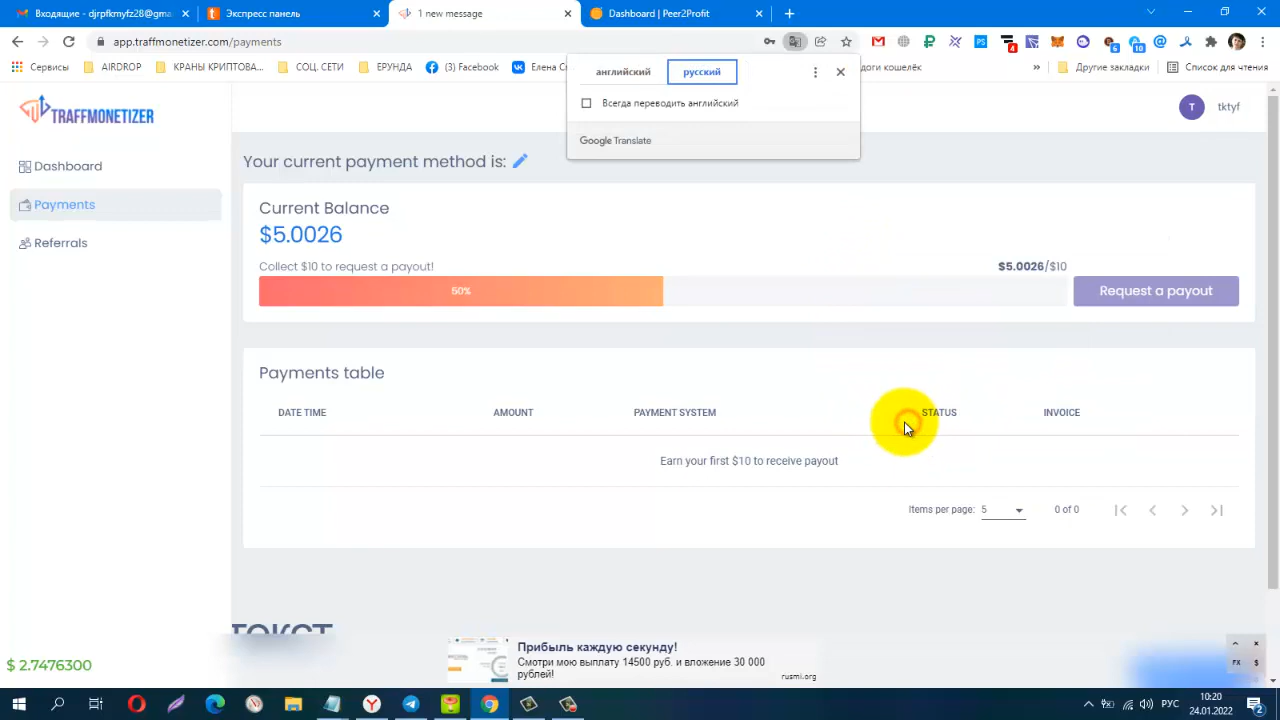 Входящие - djrpfkmyfz28@gma
Экспресс панель
1 new message
Dashboard | Peer2Profit
app.traffmonetizer.com/payments
Сервисы
AIRDROP
КРАНЫ КРИПТОВА...
СОЦ. СЕТИ
ЕРУНДА
(3) Facebook
Елена Ск
доги кошелёк
»
Другие закладки
Список для чтения
английский
русский
Всегда переводить английский
Google Translate
TRAFFMONETIZER
T
tktyf
Dashboard
Payments
Referrals
Your current payment method is:
Current Balance
$5.0026
Collect $10 to request a payout!
$5.0026/$10
50%
Request a payout
Payments table
DATE TIME
AMOUNT
PAYMENT SYSTEM
STATUS
INVOICE
Earn your first $10 to receive payout
Items per page:
5
0 of 0
ТОКСТ
$ 2.7476300
Прибыль каждую секунду!
Смотри мою выплату 14500 руб. и вложение 30 000
рублей!
rusmi.org
РУС
10:20
24.01.2022